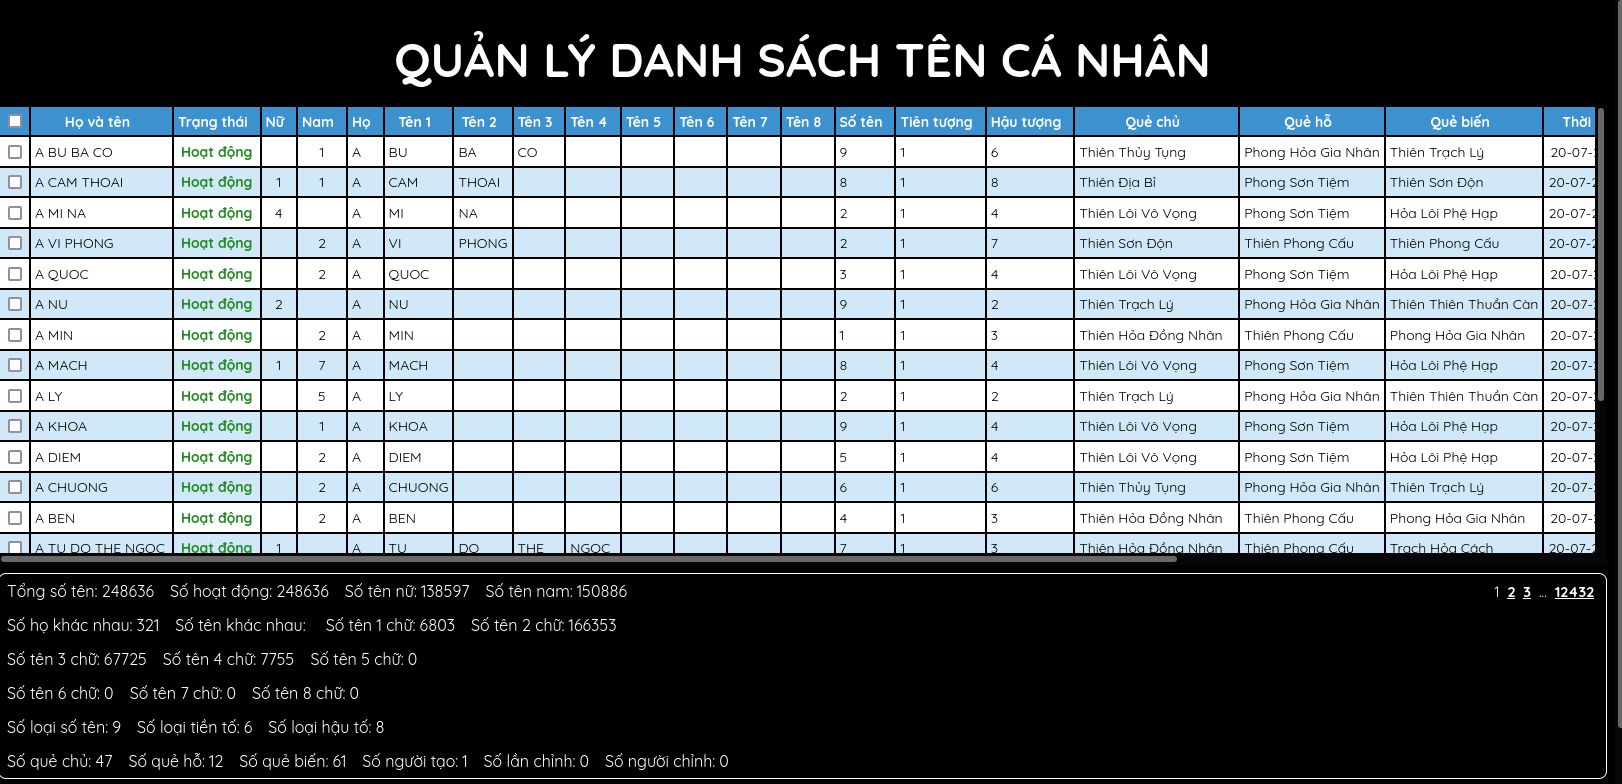 QUẢN LÝ DANH SÁCH TÊN CÁ NHÂN
Họ và tên Trạng thái Nữ Nam Họ Tên 1 Tên 2 Tên 3 Tên 4 Tên 5 Tên 6 Tên 7 Tên 8 Số tên Tiên tượng Hậu tượng Quẻ chủ Quẻ hỗ Quẻ biến Thời
A BU BA CO Hoạt động 1 A BU BA CO 9 1 6 Thiên Thủy Tụng Phong Hỏa Gia Nhân Thiên Trạch Lý 20-07-
A CAM THOAI Hoạt động 1 1 A CAM THOAI 8 1 8 Thiên Địa Bĩ Phong Sơn Tiệm Thiên Sơn Độn 20-07-2
A MI NA Hoạt động 4 A MI NA 2 1 4 Thiên Lôi Vô Vọng Phong Sơn Tiệm Hỏa Lôi Phệ Hạp 20-07-2
A VI PHONG Hoạt động 2 A VI PHONG 2 1 7 Thiên Sơn Độn Thiên Phong Cấu Thiên Phong Cấu 20-07-2
A QUOC Hoạt động 2 A QUOC 3 1 4 Thiên Lôi Vô Vọng Phong Sơn Tiệm Hỏa Lôi Phệ Hạp 20-07-
A NU Hoạt động 2 A NU 9 1 2 Thiên Trạch Lý Phong Hỏa Gia Nhân Thiên Thiên Thuần Càn 20-07-
A MIN Hoạt động 2 A MIN 1 1 3 Thiên Hỏa Đồng Nhân Thiên Phong Cấu Phong Hỏa Gia Nhân 20-07-
A MACH Hoạt động 1 7 A MACH 8 1 4 Thiên Lôi Vô Vọng Phong Sơn Tiệm Hỏa Lôi Phệ Hạp 20-07-
A LY Hoạt động 5 A LY 2 1 2 Thiên Trạch Lý Phong Hỏa Gia Nhân Thiên Thiên Thuần Càn 20-07-
A KHOA Hoạt động 1 A KHOA 9 1 4 Thiên Lôi Vô Vọng Phong Sơn Tiệm Hỏa Lôi Phệ Hạp 20-07-
A DIEM Hoạt động 2 A DIEM 5 1 4 Thiên Lôi Vô Vọng Phong Sơn Tiệm Hỏa Lôi Phệ Hạp 20-07-
A CHUONG Hoạt động 2 A CHUONG 6 1 6 Thiên Thủy Tụng Phong Hỏa Gia Nhân Thiên Trạch Lý 20-07-
A BEN Hoạt động 2 A BEN 4 1 3 Thiên Hỏa Đồng Nhân Thiên Phong Cấu Phong Hỏa Gia Nhân 20-07-
A TU DO THE NGOC Hoạt động 1 A TU DO THE NGOC 7 1 3 Thiên Hỏa Đồng Nhân Thiên Phong Cấu Trạch Hỏa Cách 20-07-2
Tổng số tên: 248636 Số hoạt động: 248636 Số tên nữ: 138597 Số tên nam: 150886 1 2 3 ... 12432
Số họ khác nhau: 321 Số tên khác nhau: Số tên 1 chữ: 6803 Số tên 2 chữ: 166353
Số tên 3 chữ: 67725 Số tên 4 chữ: 7755 Số tên 5 chữ: 0
Số tên 6 chữ: 0 Số tên 7 chữ: 0 Số tên 8 chữ: 0
Số loại số tên: 9 Số loại tiền tố: 6 Số loại hậu tố: 8
Số quẻ chủ: 47 Số quẻ hỗ: 12 Số quẻ biến: 61 Số người tạo: 1 Số lần chỉnh: 0 Số người chỉnh: 0